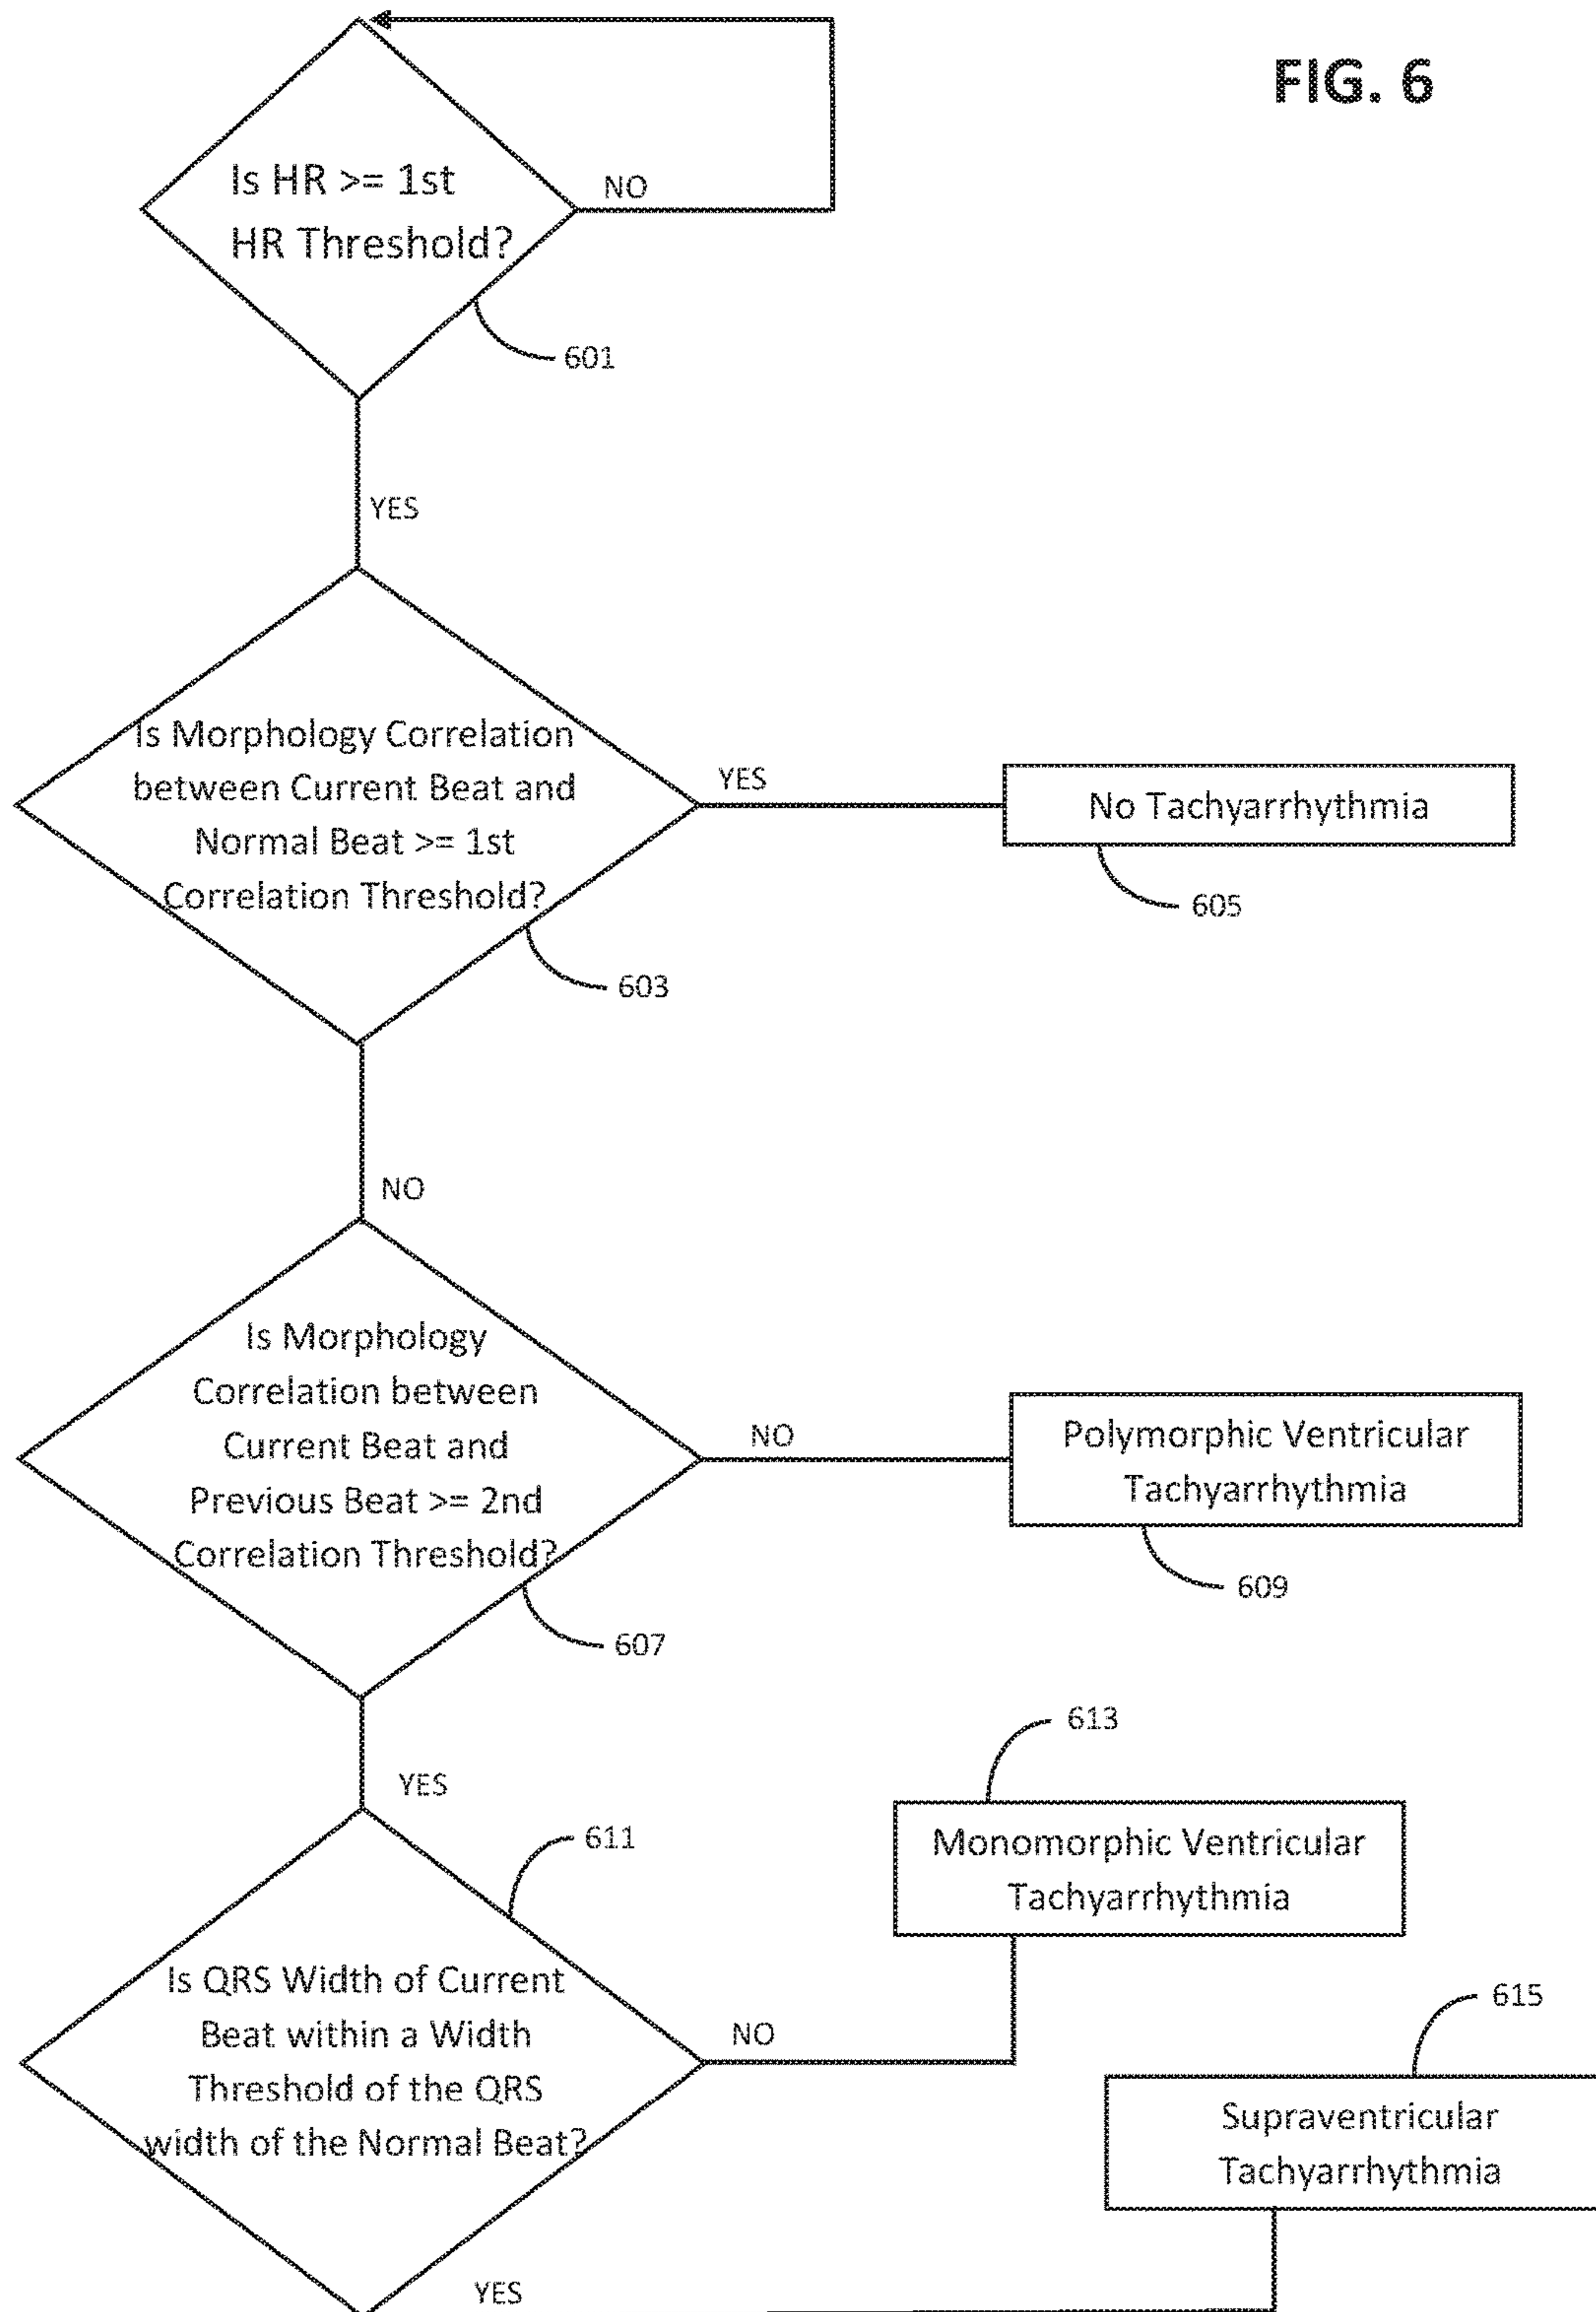 FIG. 6
Is HR >= 1st
HR Threshold?
NO
601
YES
Is Morphology Correlation
between Current Beat and
Normal Beat >= 1st
Correlation Threshold?
603
YES
No Tachyarrhythmia
605
NO
Is Morphology
Correlation between
Current Beat and
Previous Beat >= 2nd
Correlation Threshold?
607
NO
Polymorphic Ventricular
Tachyarrhythmia
609
YES
611
Is QRS Width of Current
Beat within a Width
Threshold of the QRS
width of the Normal Beat?
NO
613
Monomorphic Ventricular
Tachyarrhythmia
615
Supraventricular
Tachyarrhythmia
YES